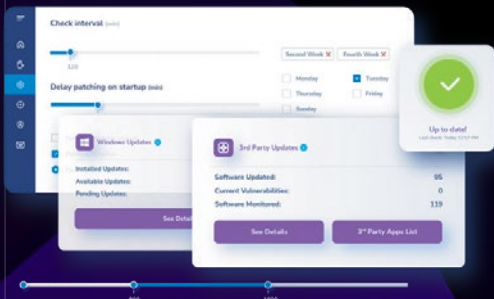 Check interval (min)
120
Second Week X
Fourth Week X
Monday
Tuesday
Thursday
Friday
Sunday
Delay patching on startup (min)
Up to date!
Windows Updates
Installed Updates:
Available Updates:
Pending Updates:
See Detai
3rd Party Updates
Software Updated: 95
Current Vulnerabilities: 0
Software Monitored: 119
See Details
3rd Party Apps List